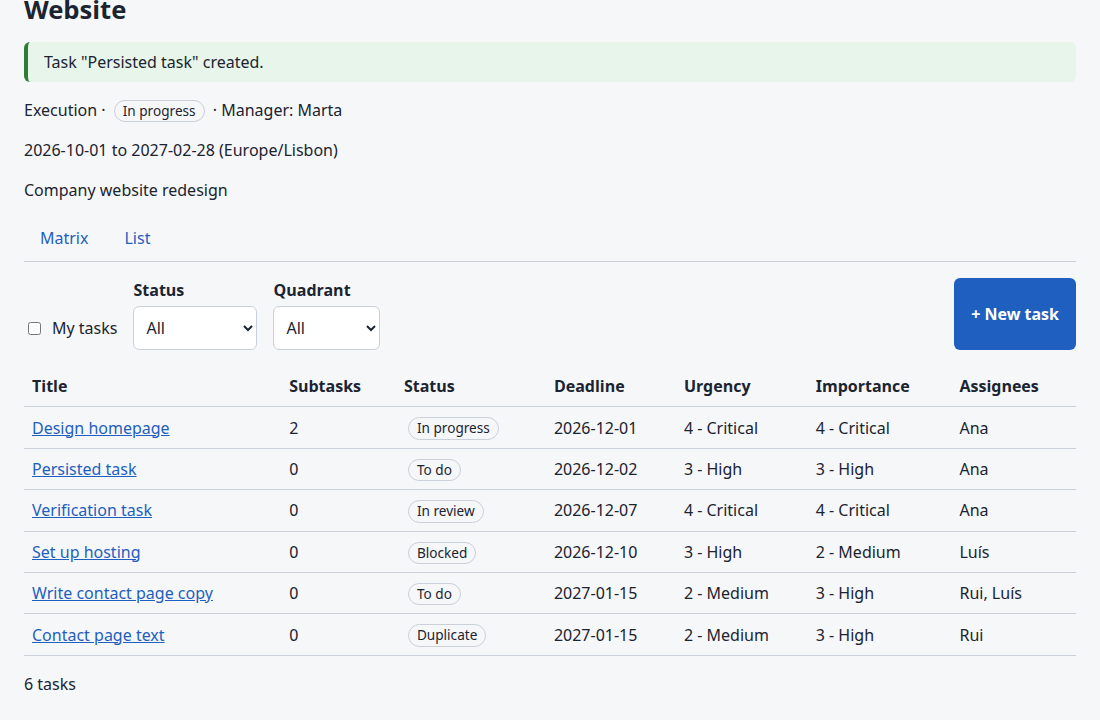 Website
Task "Persisted task" created.
Execution · In progress · Manager: Marta
2026-10-01 to 2027-02-28 (Europe/Lisbon)
Company website redesign
Matrix List
Status Quadrant
My tasks All All + New task
Title Subtasks Status Deadline Urgency Importance Assignees
Design homepage 2 In progress 2026-12-01 4 - Critical 4 - Critical Ana
Persisted task 0 To do 2026-12-02 3 - High 3 - High Ana
Verification task 0 In review 2026-12-07 4 - Critical 4 - Critical Ana
Set up hosting 0 Blocked 2026-12-10 3 - High 2 - Medium Luís
Write contact page copy 0 To do 2027-01-15 2 - Medium 3 - High Rui, Luís
Contact page text 0 Duplicate 2027-01-15 2 - Medium 3 - High Rui
6 tasks